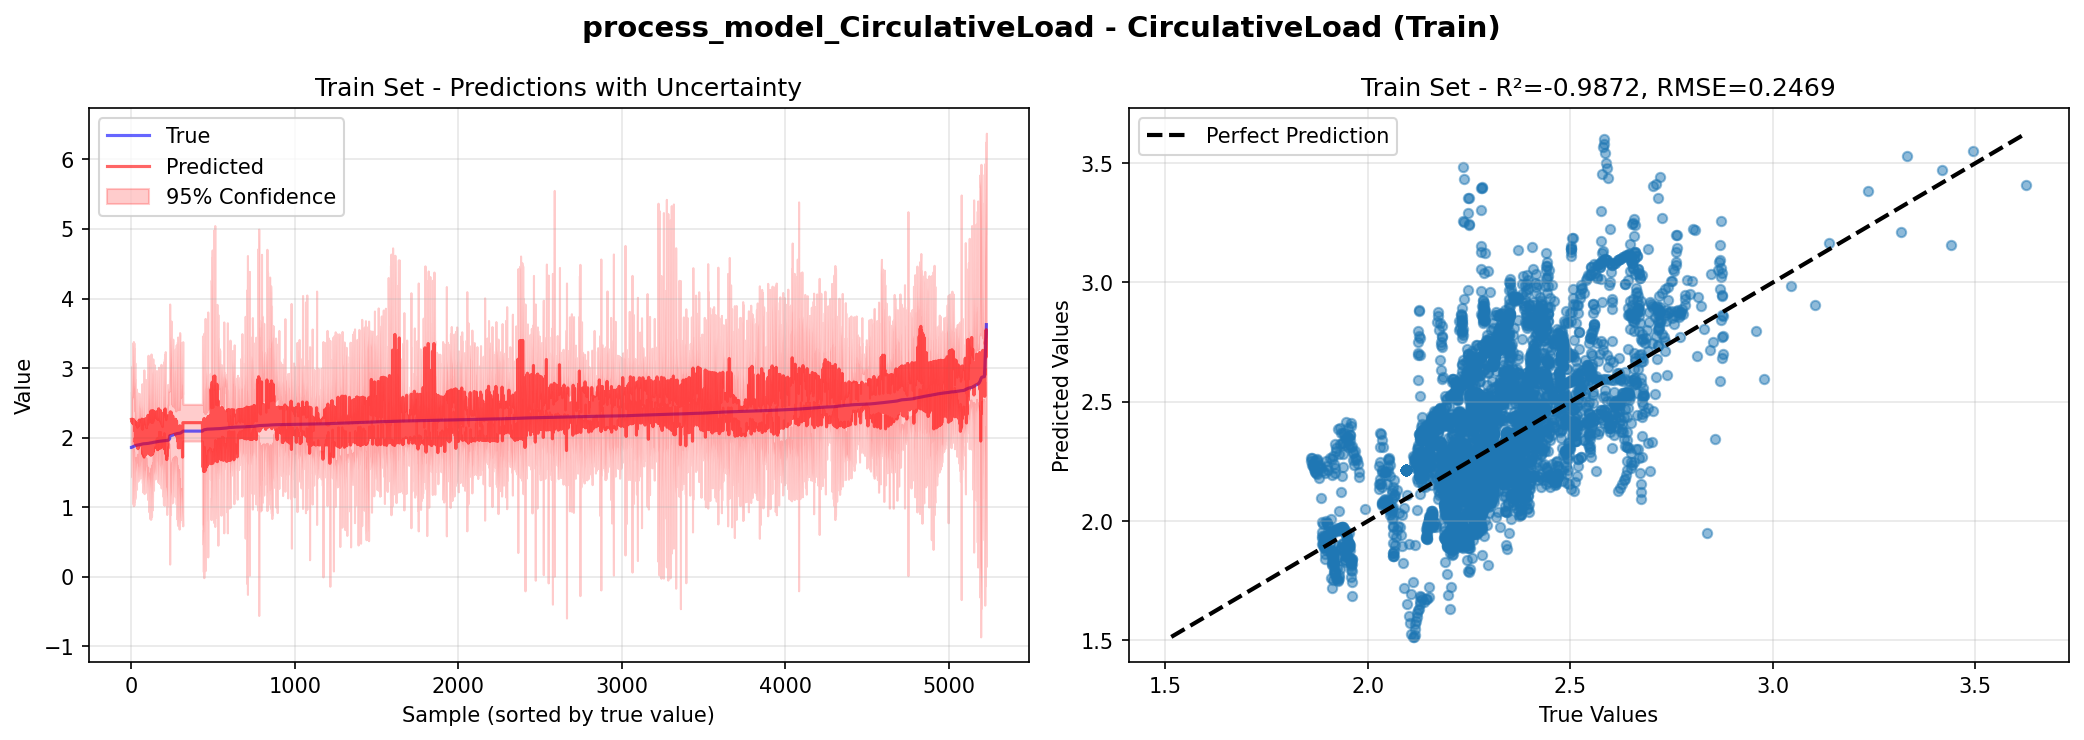 process_model_CirculativeLoad - CirculativeLoad (Train)
Train Set - Predictions with Uncertainty
True
Predicted
95% Confidence
Value
6
5
4
3
2
1
0
−1
0 1000 2000 3000 4000 5000
Sample (sorted by true value)
Train Set - R²=-0.9872, RMSE=0.2469
Perfect Prediction
Predicted Values
3.5
3.0
2.5
2.0
1.5
1.5 2.0 2.5 3.0 3.5
True Values